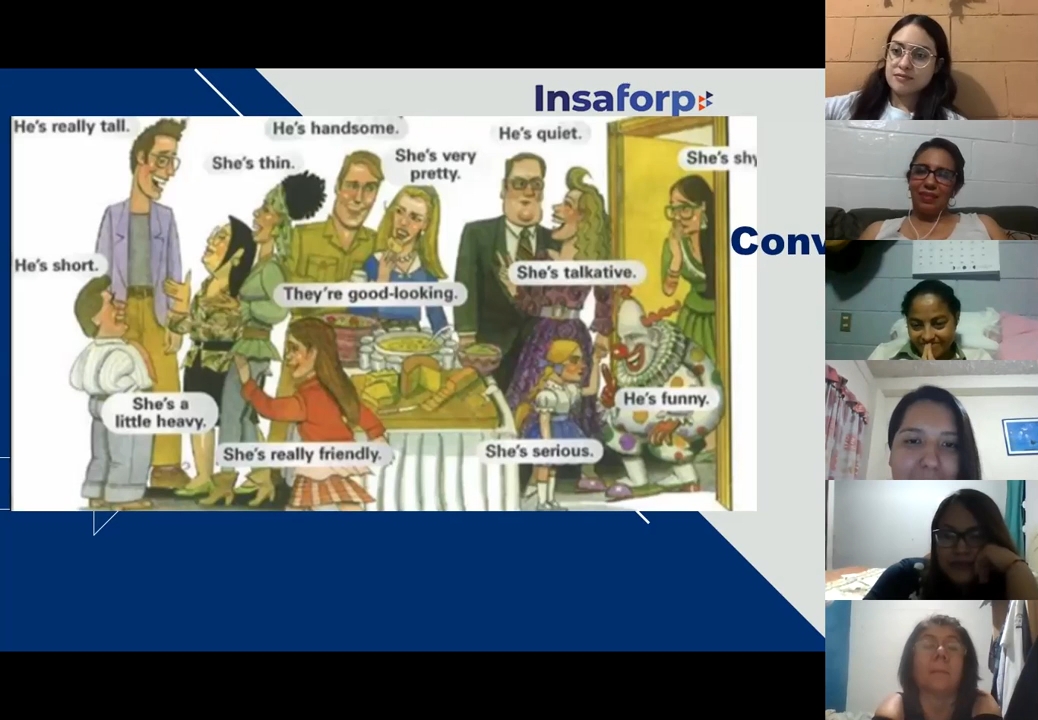 Insaforp
He's really tall.
He's handsome.
He's quiet.
She's thin.
She's very
pretty.
She's shy
Conv
He's short.
She's talkative.
They're good-looking.
She's a
little heavy.
He's funny.
She's really friendly.
She's serious.